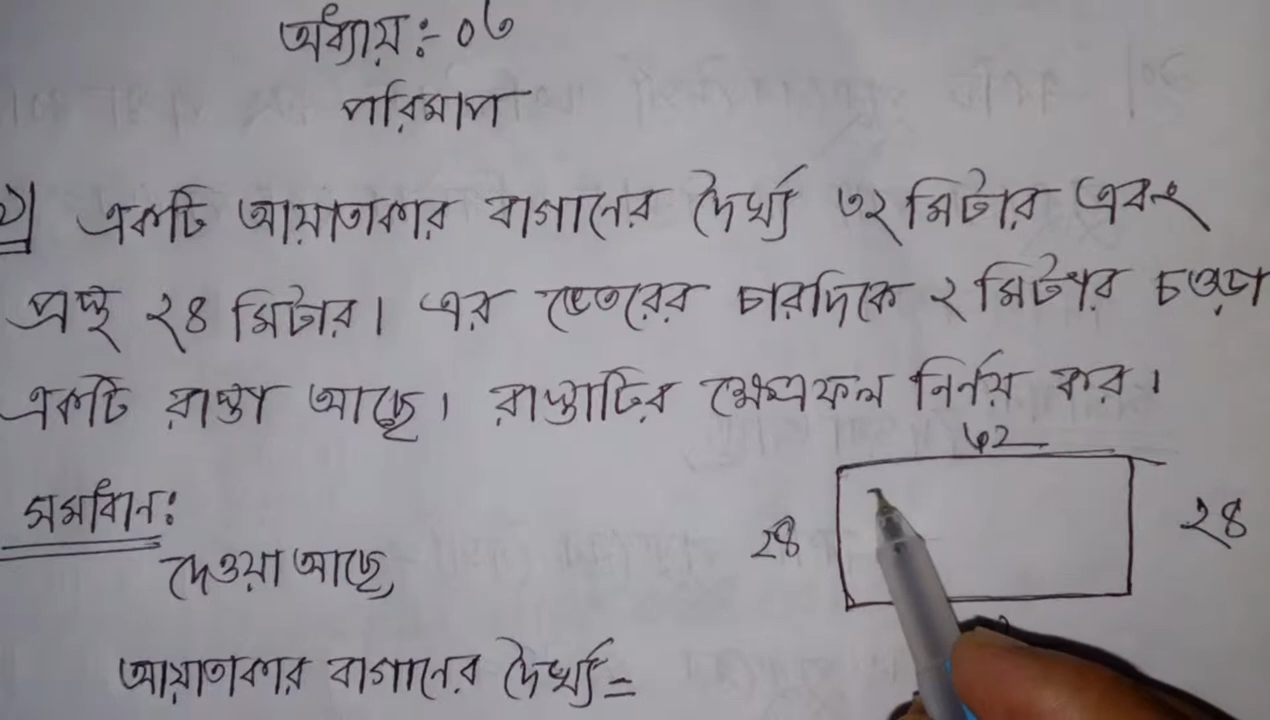 অধ্যায়ঃ- ০৩
পরিমাপ
১) একটি আয়াতাকার বাগানের দৈর্ঘ্য ৩২ মিটার এবং
প্রস্থ ২৪ মিটার। এর ভেতরের চারদিকে ২ মিটার চওড়া
একটি রাস্তা আছে। রাস্তাটির ক্ষেত্রফল নির্ণয় কর।
৩২
সমাধানঃ
২৪
২৪
দেওয়া আছে,
আয়াতাকার বাগানের দৈর্ঘ্য =